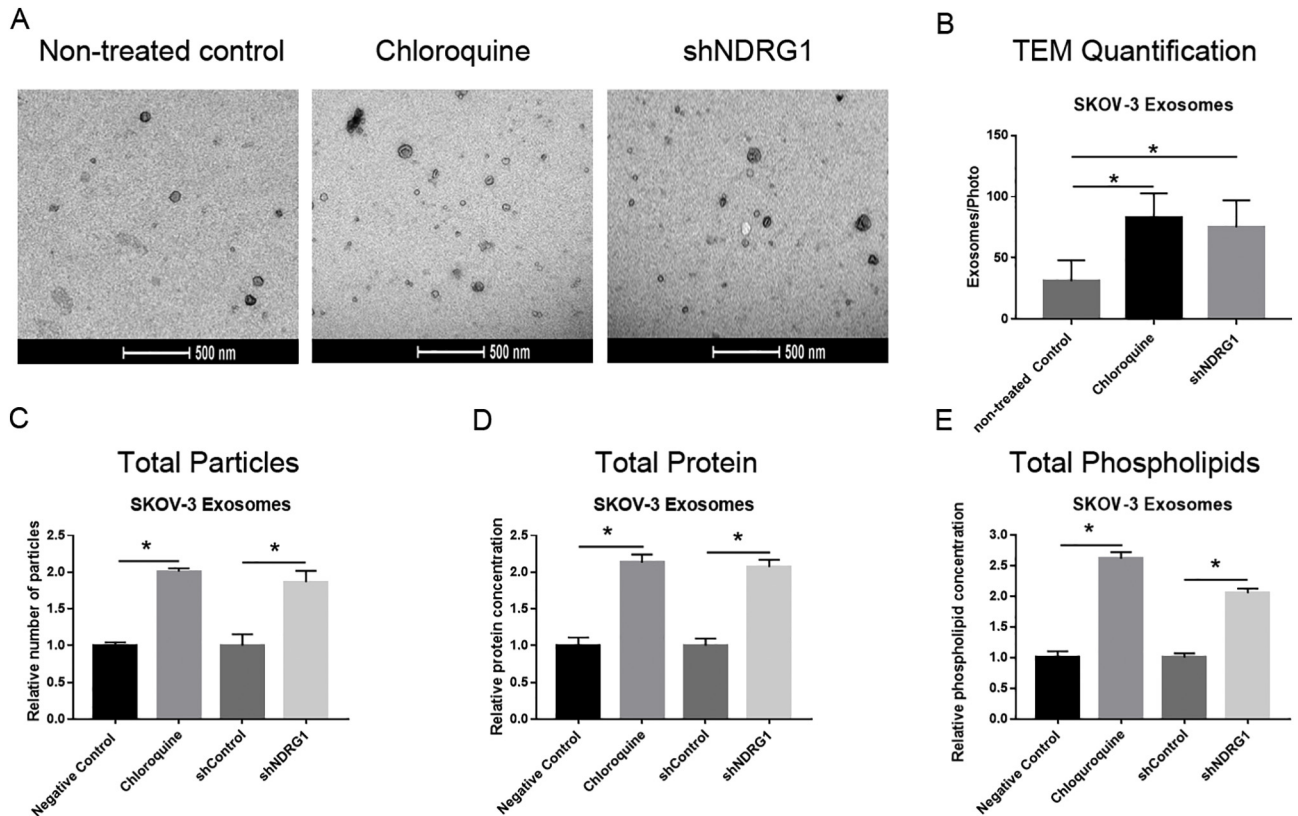 A
Non-treated control
Chloroquine
shNDRG1
500 nm
500 nm
500 nm
B
TEM Quantification
SKOV-3 Exosomes
Exosomes/Photo
150
100
50
0
*
*
non-treated Control
Chloroquine
shNDRG1
C
Total Particles
SKOV-3 Exosomes
Relative number of particles
2.5
2.0
1.5
1.0
0.5
0.0
*
*
Negative Control
Chloroquine
shControl
shNDRG1
D
Total Protein
SKOV-3 Exosomes
Relative protein concentration
2.5
2.0
1.5
1.0
0.5
0.0
*
*
Negative Control
Chloroquine
shControl
shNDRG1
E
Total Phospholipids
SKOV-3 Exosomes
Relative phospholipid concentration
3.0
2.5
2.0
1.5
1.0
0.5
0.0
*
*
Negative Control
Chloquroquine
shControl
shNDRG1